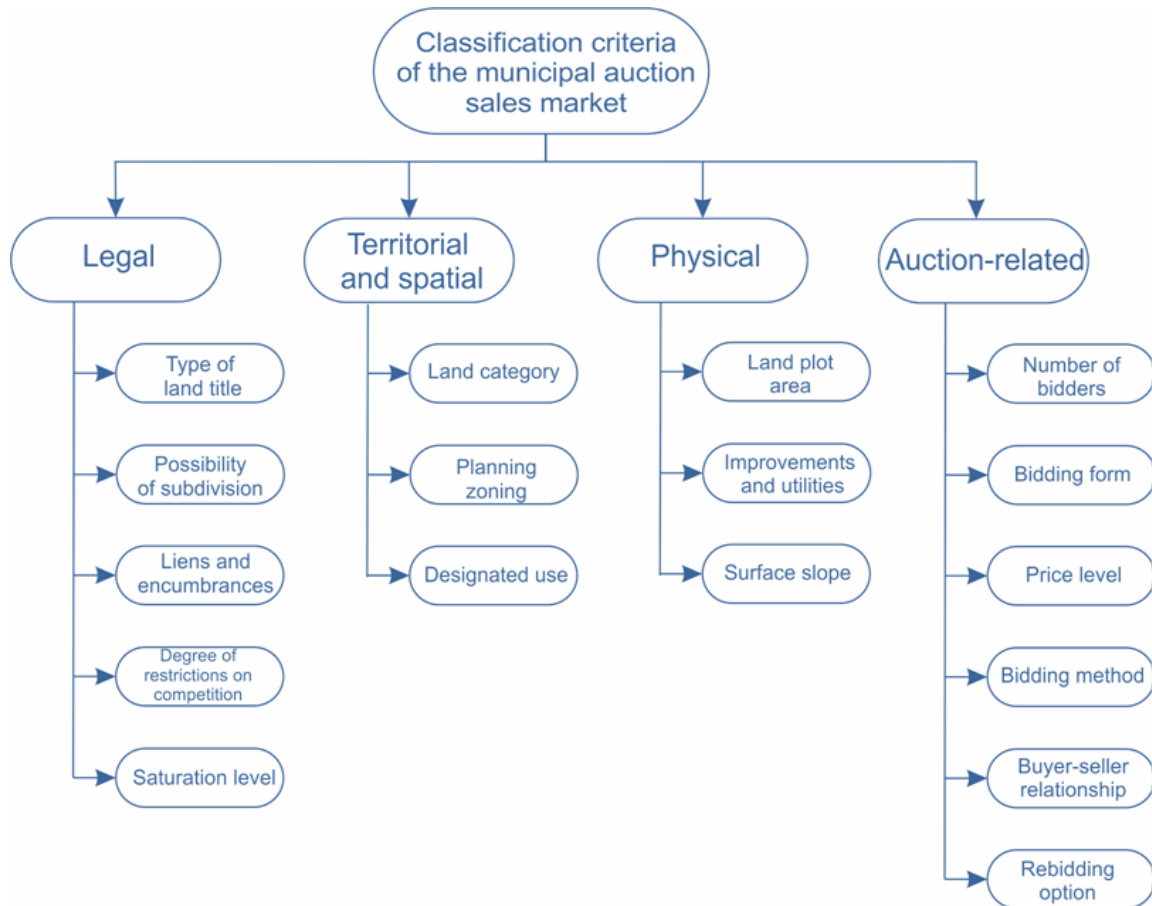 Classification criteria
of the municipal auction
sales market
Legal
Territorial
and spatial
Physical
Auction-related
Type of
land title
Possibility
of subdivision
Liens and
encumbrances
Degree of
restrictions on
competition
Saturation level
Land category
Planning
zoning
Designated use
Land plot
area
Improvements
and utilities
Surface slope
Number of
bidders
Bidding form
Price level
Bidding method
Buyer-seller
relationship
Rebidding
option